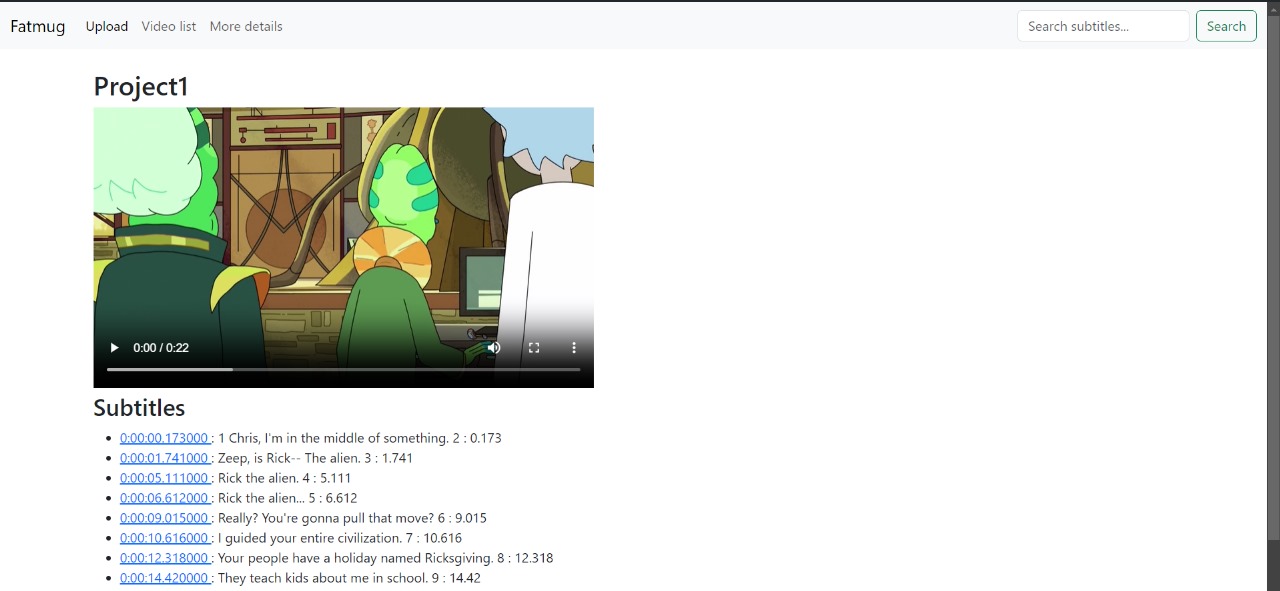 Fatmug Upload Video list More details Search subtitles... Search
Project1
0:00 / 0:22
Subtitles
0:00:00.173000 : 1 Chris, I'm in the middle of something. 2 : 0.173
0:00:01.741000 : Zeep, is Rick-- The alien. 3 : 1.741
0:00:05.111000 : Rick the alien. 4 : 5.111
0:00:06.612000 : Rick the alien... 5 : 6.612
0:00:09.015000 : Really? You're gonna pull that move? 6 : 9.015
0:00:10.616000 : I guided your entire civilization. 7 : 10.616
0:00:12.318000 : Your people have a holiday named Ricksgiving. 8 : 12.318
0:00:14.420000 : They teach kids about me in school. 9 : 14.42